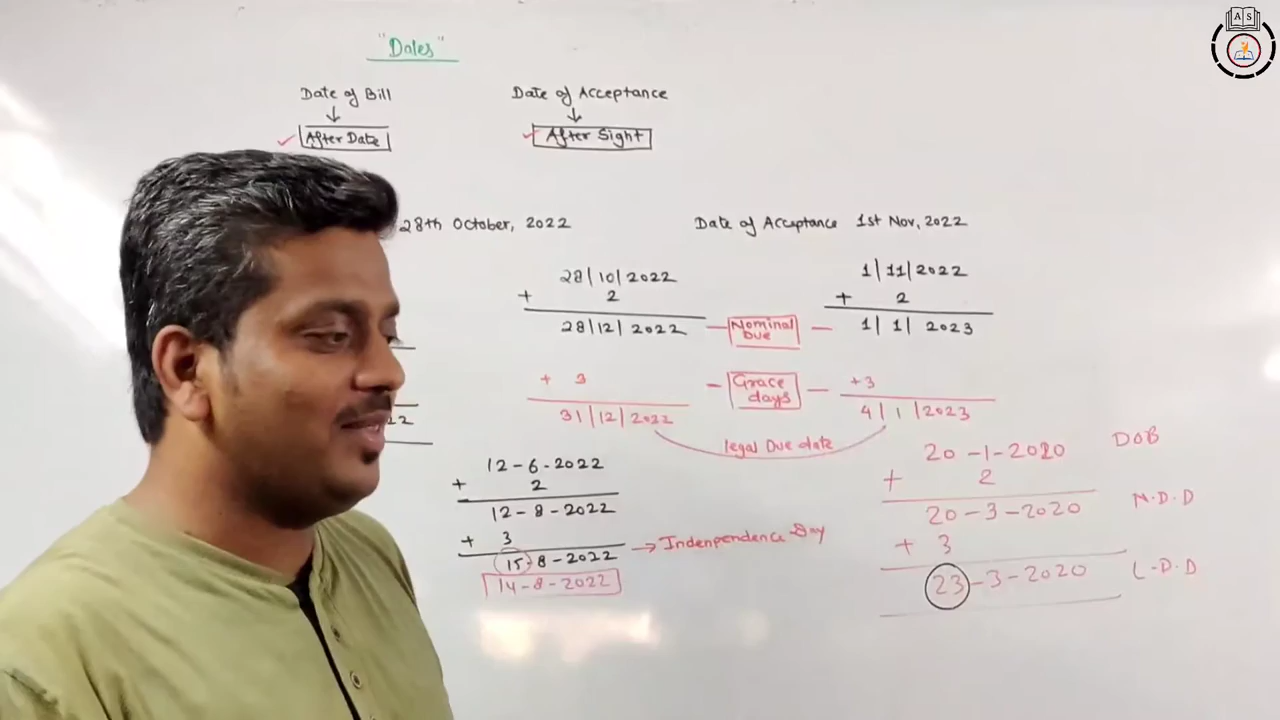 "Dates"
Date of Bill
After Date
Date of Acceptance
After Sight
28th October, 2022
28|10|2022
+ 2
28|12|2022
+ 3
31|12|2022
Nominal Due
Grace days
legal Due date
Date of Acceptance 1st Nov, 2022
1|11|2022
+ 2
1|1|2023
+3
4|1|2023
22
12-6-2022
+ 2
12-8-2022
+ 3
15-8-2022
14-8-2022
Indenpendence Day
20-1-2020 DOB
+ 2
20-3-2020 N.D.D
+ 3
23-3-2020 L.D.D
AS